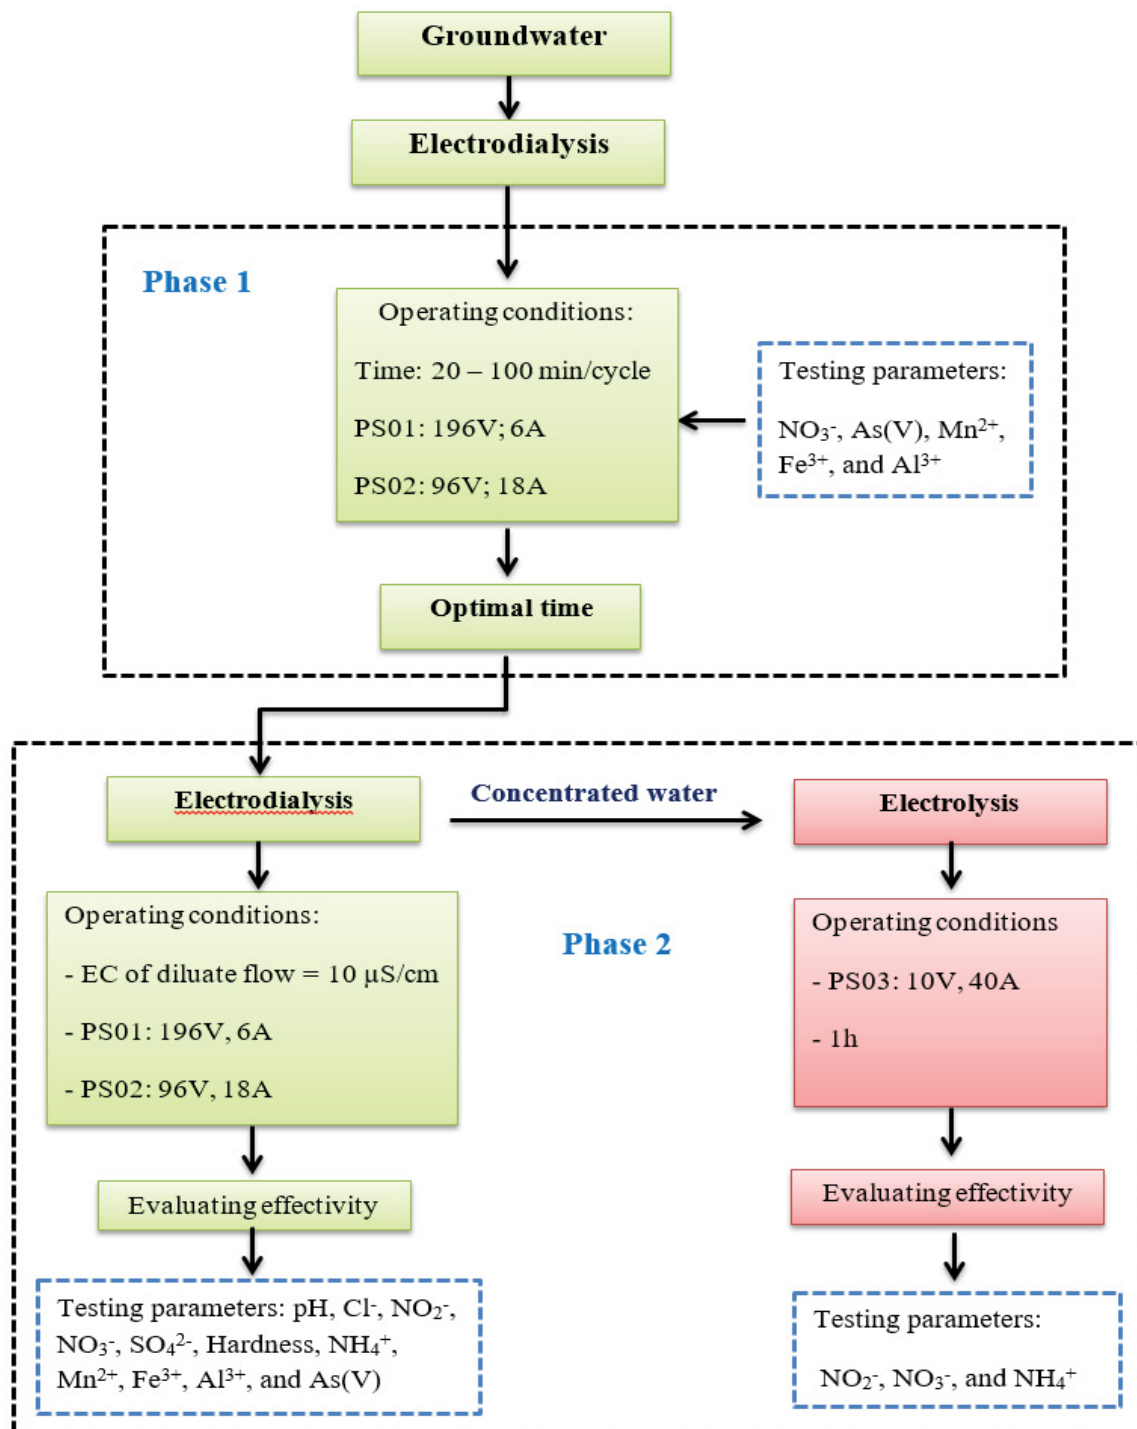 Groundwater
Electrodialysis
Phase 1
Operating conditions:
Time: 20 – 100 min/cycle
PS01: 196V; 6A
PS02: 96V; 18A
Testing parameters:
NO₃⁻, As(V), Mn²⁺,
Fe³⁺, and Al³⁺
Optimal time
Electrodialysis
Concentrated water
Electrolysis
Operating conditions:
- EC of diluate flow = 10 µS/cm
- PS01: 196V, 6A
- PS02: 96V, 18A
Phase 2
Operating conditions
- PS03: 10V, 40A
- 1h
Evaluating effectivity
Evaluating effectivity
Testing parameters: pH, Cl⁻, NO₂⁻,
NO₃⁻, SO₄²⁻, Hardness, NH₄⁺,
Mn²⁺, Fe³⁺, Al³⁺, and As(V)
Testing parameters:
NO₂⁻, NO₃⁻, and NH₄⁺